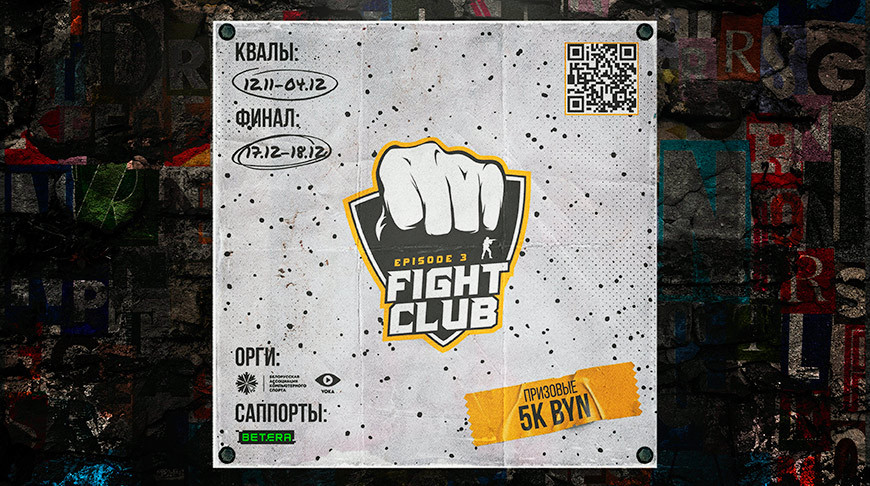 КВАЛЫ:
12.11-04.12
ФИНАЛ:
17.12-18.12
EPISODE 3
FIGHT
CLUB
ОРГИ:
БЕЛОРУССКАЯ
АССОЦИАЦИЯ
КОМПЬЮТЕРНОГО
СПОРТА
VOKA
САППОРТЫ:
BETERA
ПРИЗОВЫЕ
5K BYN